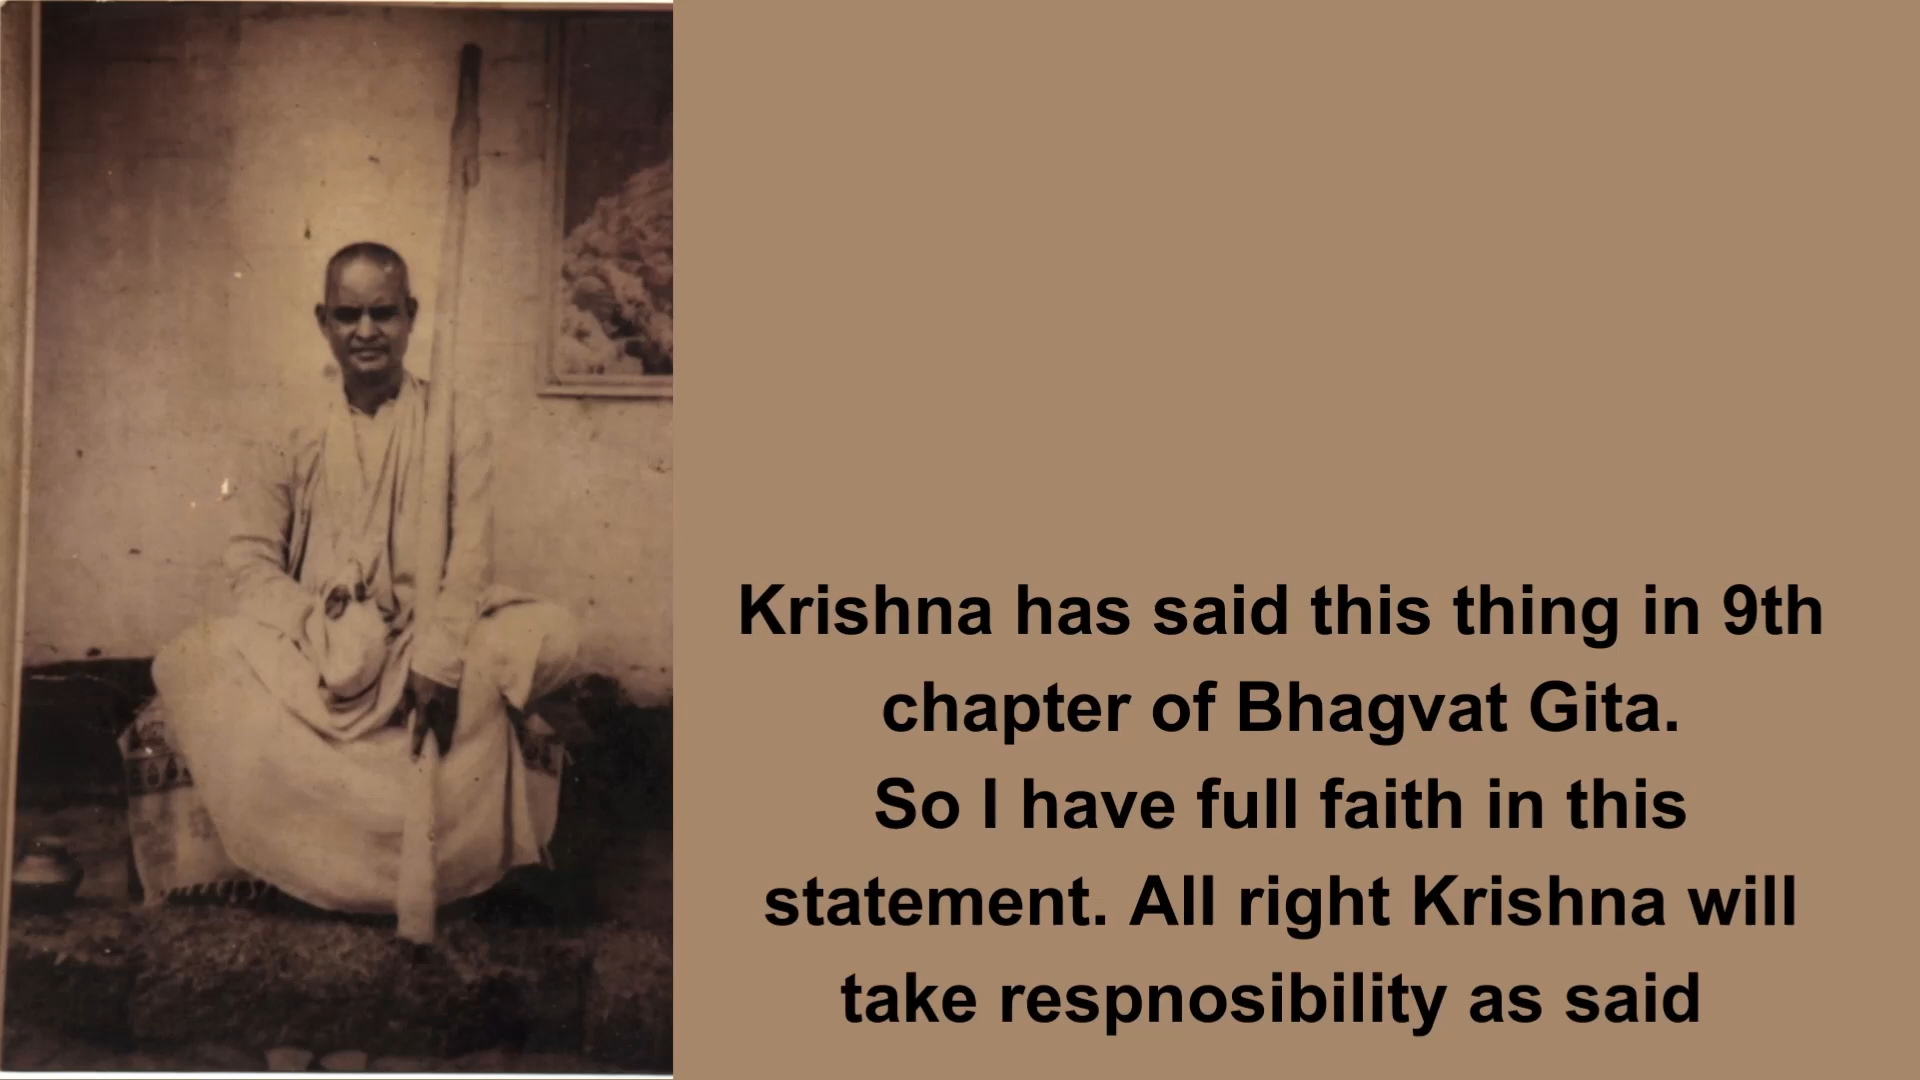 Krishna has said this thing in 9th
chapter of Bhagvat Gita.
So I have full faith in this
statement. All right Krishna will
take respnosibility as said